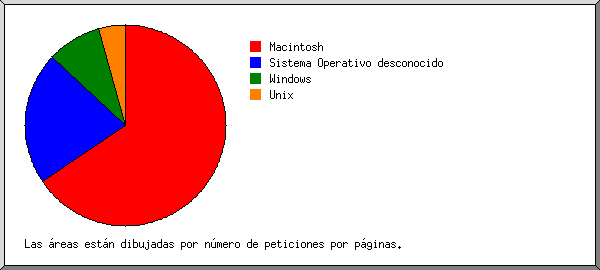 Macintosh
Sistema Operativo desconocido
Windows
Unix
Las áreas están dibujadas por número de peticiones por páginas.